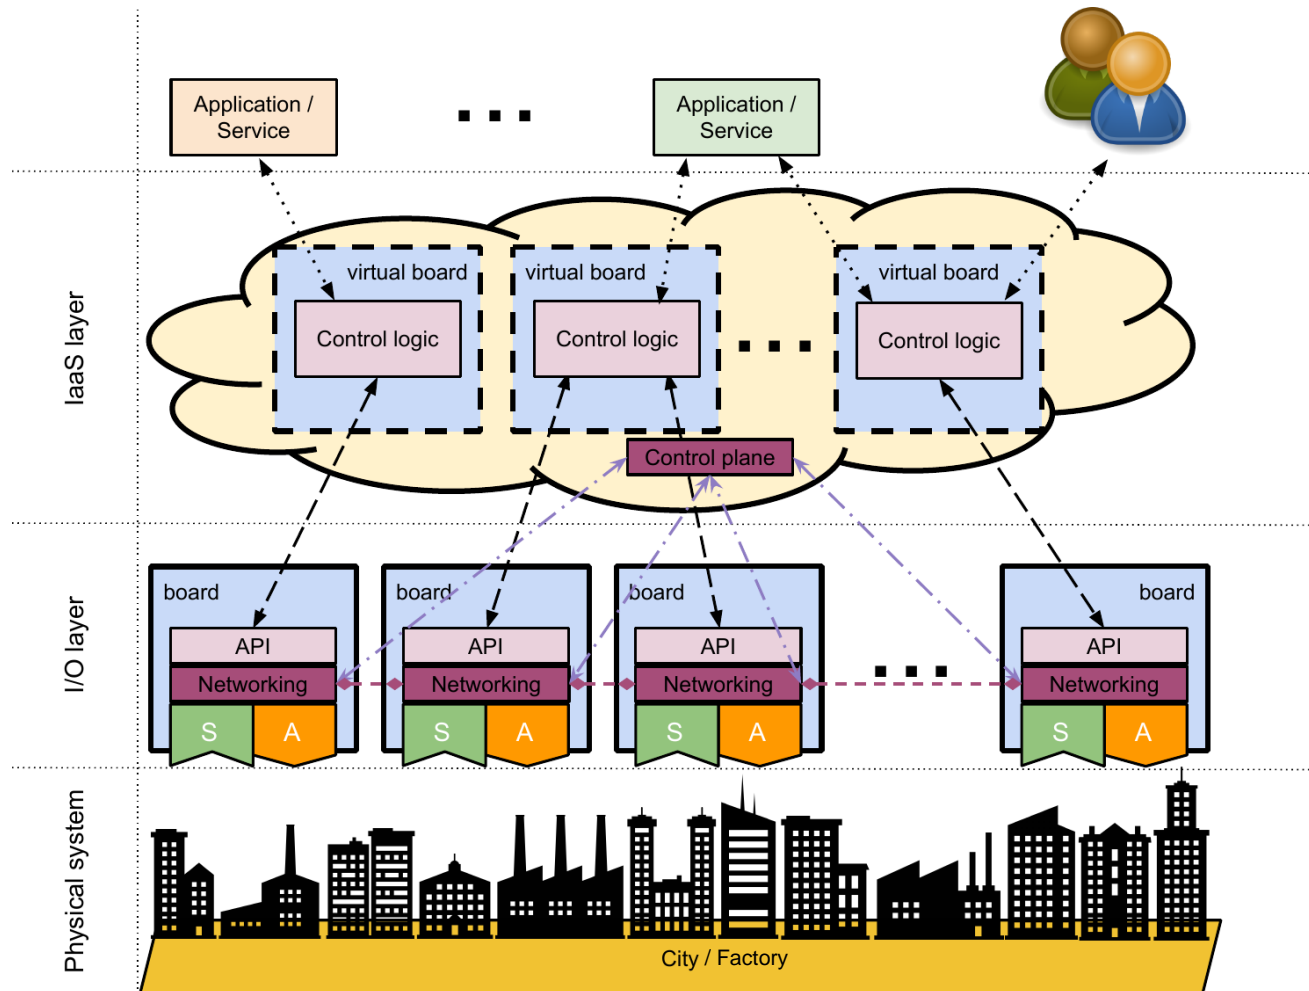 Application /
Service
Application /
Service
IaaS layer
virtual board
virtual board
virtual board
Control logic
Control logic
Control logic
Control plane
I/O layer
board
board
board
board
API
API
API
API
Networking
Networking
Networking
Networking
S
A
S
A
S
A
S
A
Physical system
City / Factory